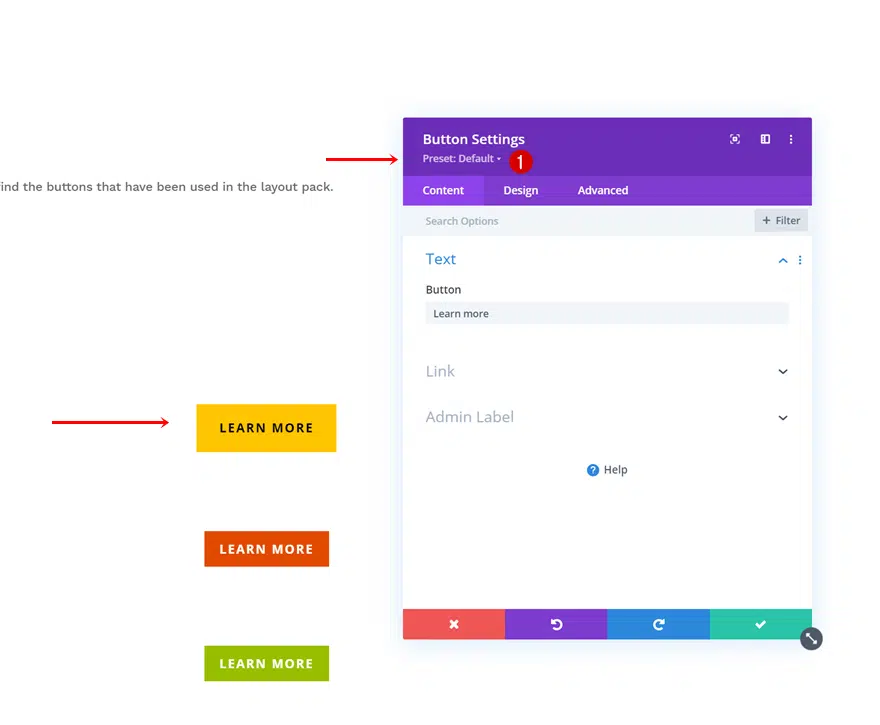 Button Settings
Preset: Default
1
ind the buttons that have been used in the layout pack.
Content Design Advanced
Search Options + Filter
Text
Button
Learn more
Link
Admin Label
LEARN MORE
? Help
LEARN MORE
LEARN MORE